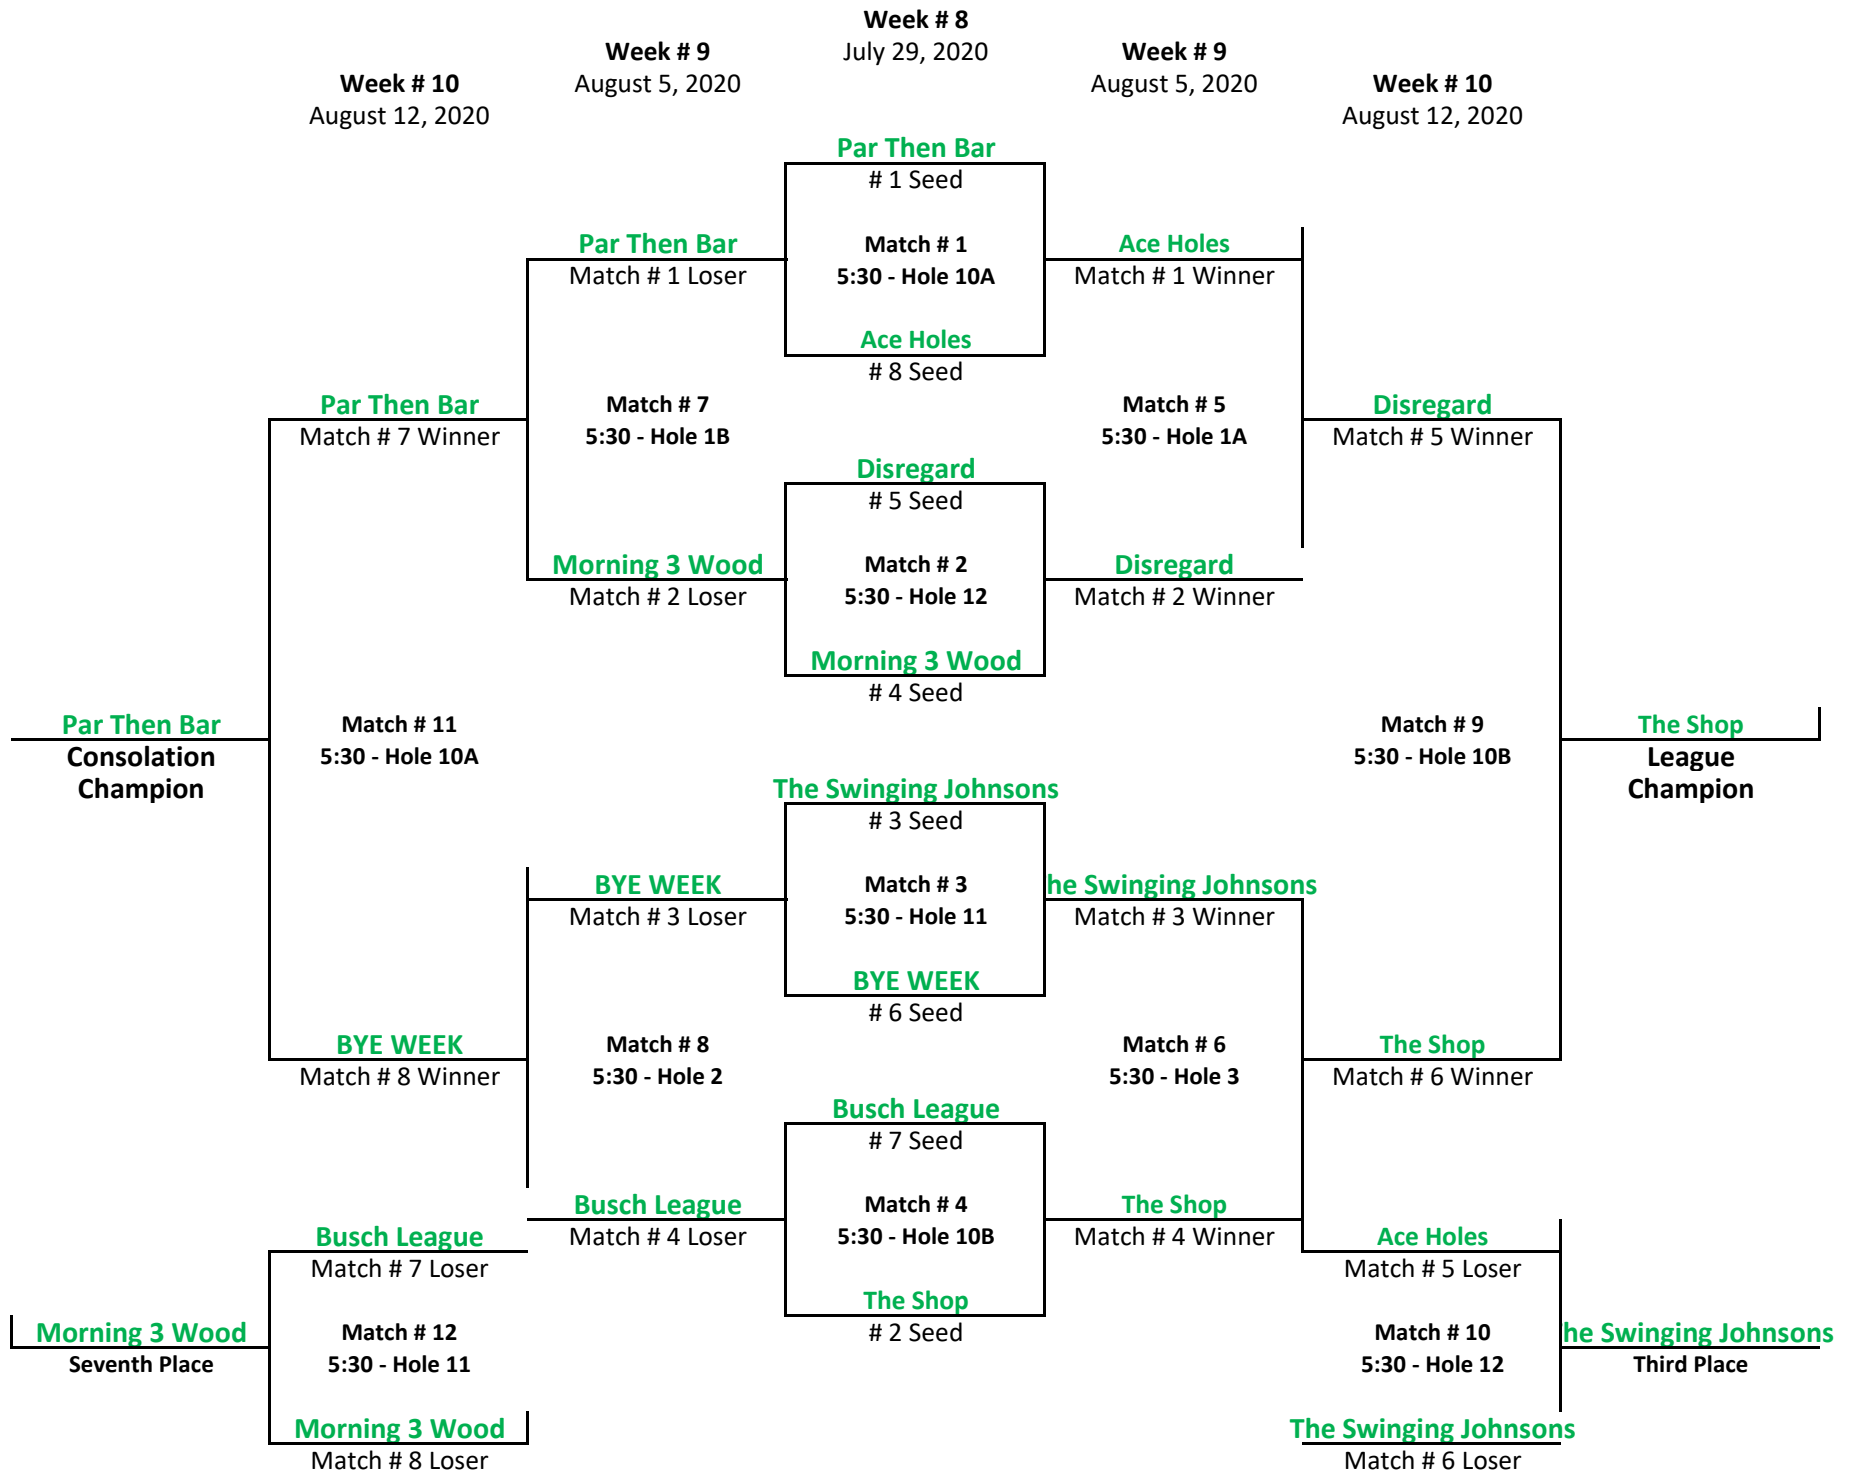 Week # 8
July 29, 2020
Week # 9
August 5, 2020
Week # 9
August 5, 2020
Week # 10
August 12, 2020
Week # 10
August 12, 2020
Par Then Bar
# 1 Seed
Par Then Bar
Match # 1 Loser
Match # 1
5:30 - Hole 10A
Ace Holes
Match # 1 Winner
Ace Holes
# 8 Seed
Par Then Bar
Match # 7 Winner
Match # 7
5:30 - Hole 1B
Match # 5
5:30 - Hole 1A
Disregard
Match # 5 Winner
Disregard
# 5 Seed
Morning 3 Wood
Match # 2 Loser
Match # 2
5:30 - Hole 12
Disregard
Match # 2 Winner
Morning 3 Wood
# 4 Seed
Par Then Bar
Consolation
Champion
Match # 11
5:30 - Hole 10A
Match # 9
5:30 - Hole 10B
The Shop
League
Champion
The Swinging Johnsons
# 3 Seed
BYE WEEK
Match # 3 Loser
Match # 3
5:30 - Hole 11
he Swinging Johnsons
Match # 3 Winner
BYE WEEK
# 6 Seed
BYE WEEK
Match # 8 Winner
Match # 8
5:30 - Hole 2
Match # 6
5:30 - Hole 3
The Shop
Match # 6 Winner
Busch League
# 7 Seed
Busch League
Match # 4 Loser
Match # 4
5:30 - Hole 10B
The Shop
Match # 4 Winner
Busch League
Match # 7 Loser
Ace Holes
Match # 5 Loser
The Shop
# 2 Seed
Morning 3 Wood
Seventh Place
Match # 12
5:30 - Hole 11
Match # 10
5:30 - Hole 12
he Swinging Johnsons
Third Place
Morning 3 Wood
Match # 8 Loser
The Swinging Johnsons
Match # 6 Loser